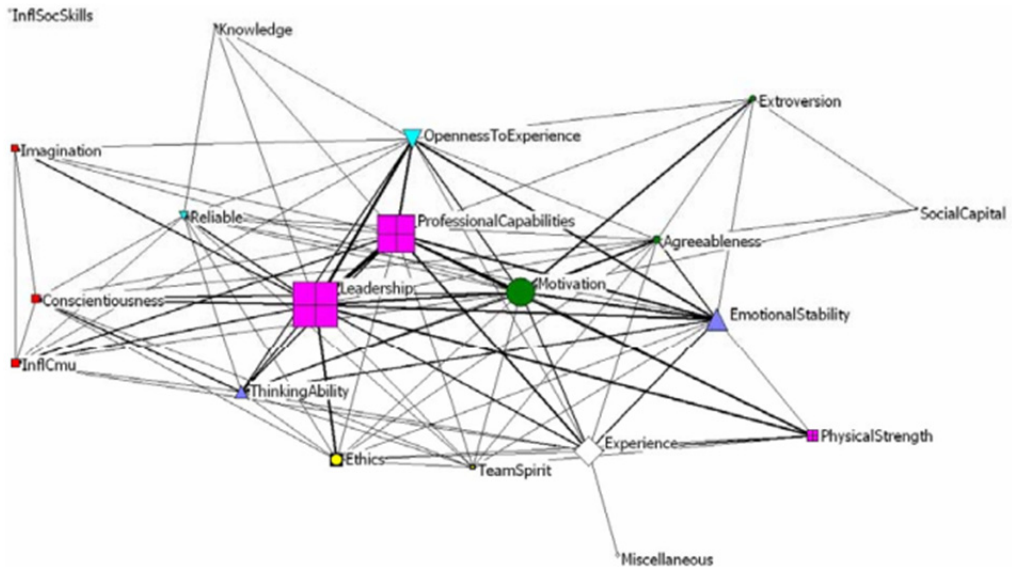 InflSocSkills
Knowledge
Extroversion
OpennessToExperience
Imagination
SocialCapital
Reliable
ProfessionalCapabilities
Agreeableness
Leadership
Motivation
Conscientiousness
EmotionalStability
InflCmu
ThinkingAbility
PhysicalStrength
Experience
Ethics
TeamSpirit
Miscellaneous